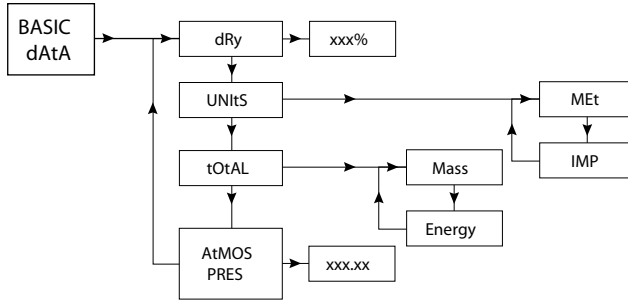 BASIC
dAtA
dRy
xxx%
UNItS
MEt
IMP
tOtAL
Mass
Energy
AtMOS
PRES
xxx.xx